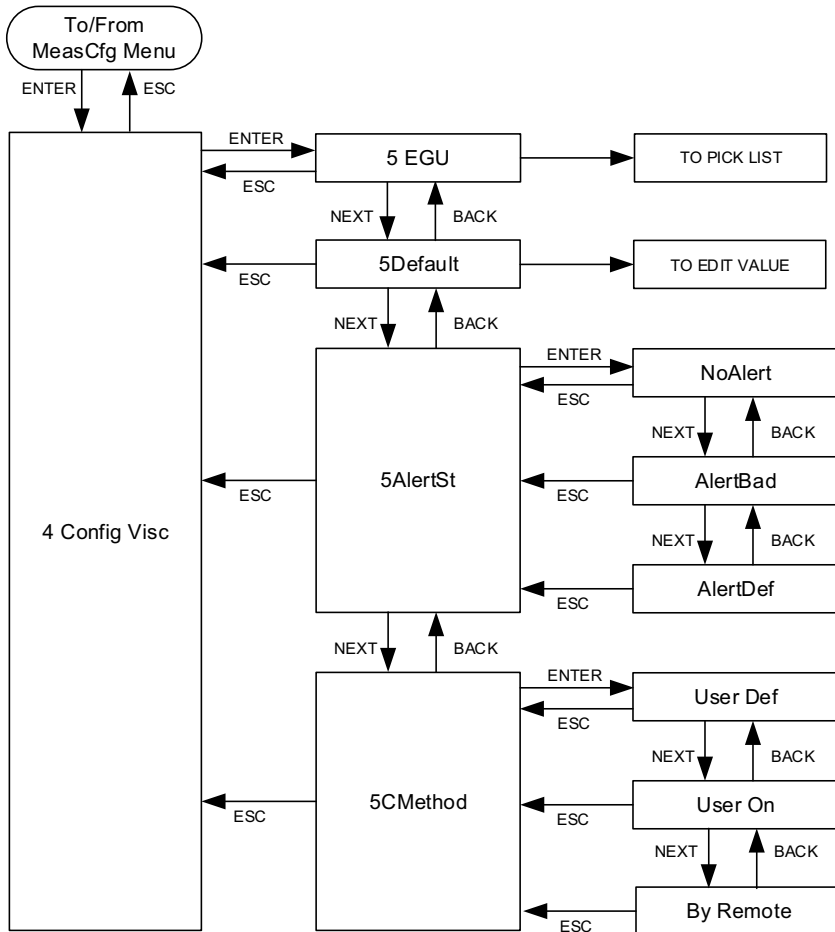 To/From
MeasCfg Menu
ENTER
ESC
ENTER
5 EGU
TO PICK LIST
ESC
NEXT
BACK
5Default
TO EDIT VALUE
ESC
NEXT
BACK
ENTER
NoAlert
ESC
NEXT
BACK
4 Config Visc
ESC
5AlertSt
ESC
AlertBad
NEXT
BACK
ESC
AlertDef
NEXT
BACK
ENTER
User Def
ESC
NEXT
BACK
ESC
5CMethod
ESC
User On
NEXT
BACK
ESC
By Remote